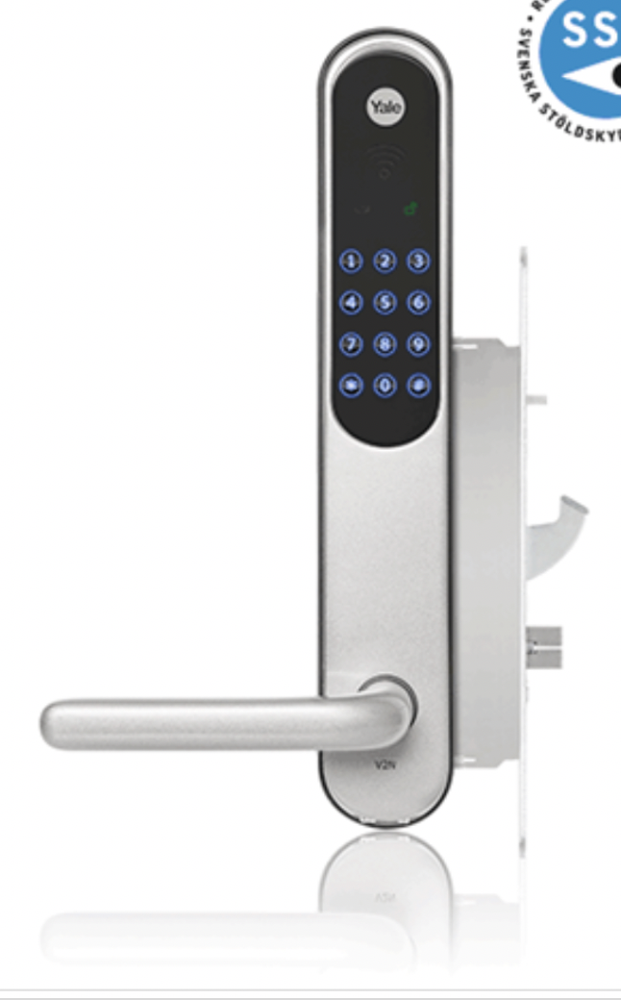 SVENSKA STÖLDSKY
SS
Yale
1 2 3
4 5 6
7 8 9
* 0 #
V2N